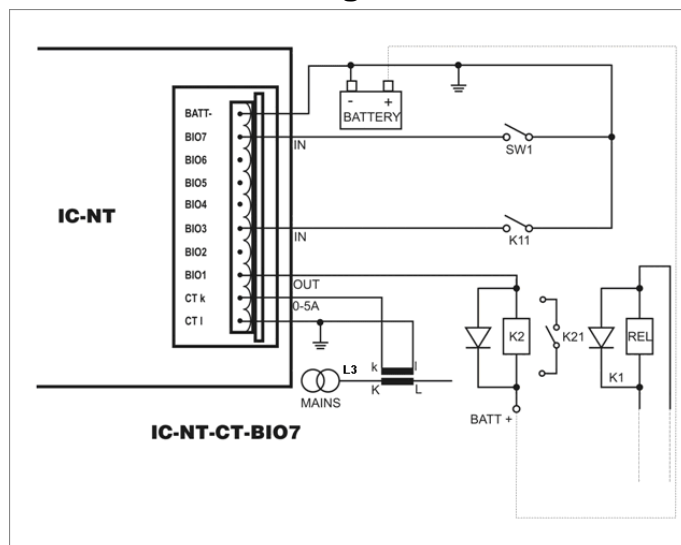 BATT-
BIO7
BIO6
BIO5
BIO4
BIO3
BIO2
BIO1
CT k
CT l
IC-NT
IN
IN
OUT
0-5A
- +
BATTERY
SW1
K11
K2
K21
REL
K1
k l
L3
K L
MAINS
BATT +
IC-NT-CT-BIO7